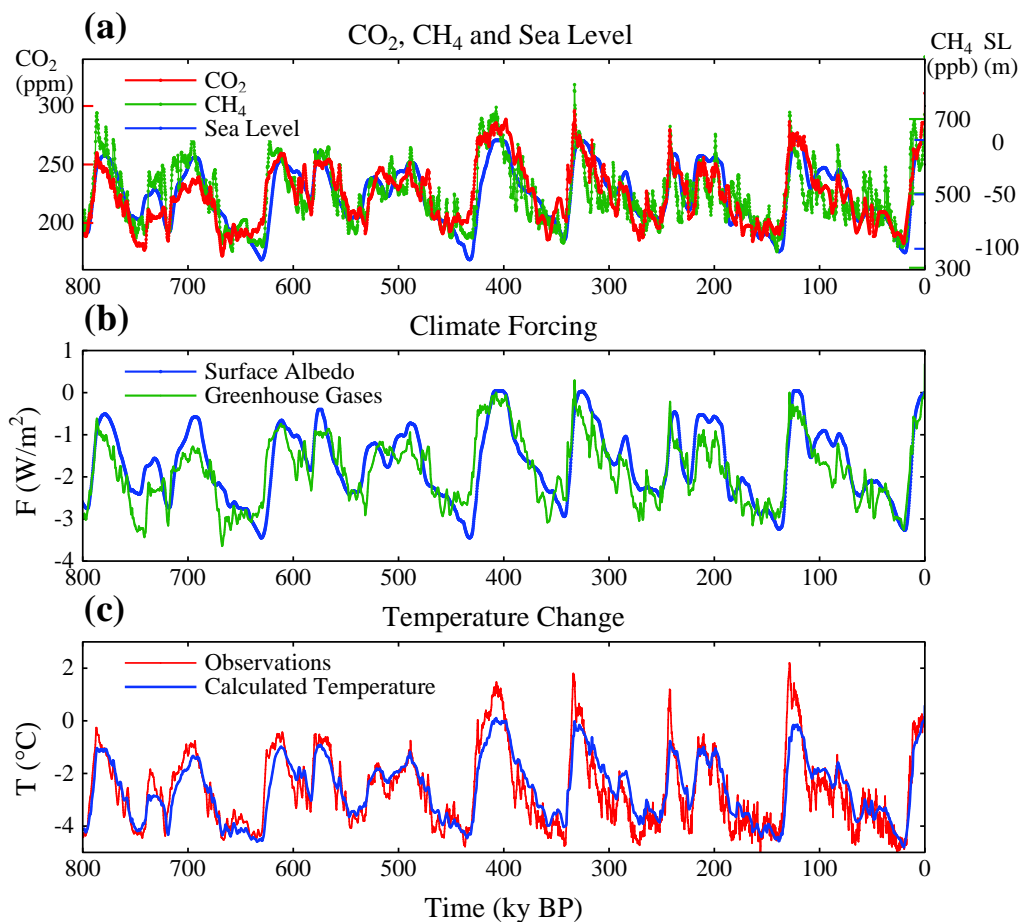 (a)
CO₂, CH₄ and Sea Level
CO₂
(ppm)
CH₄ SL
(ppb) (m)
CO₂
CH₄
Sea Level
300
250
200
700
500
300
0
-50
-100
800 700 600 500 400 300 200 100 0
(b)
Climate Forcing
Surface Albedo
Greenhouse Gases
F (W/m²)
1
0
-1
-2
-3
-4
800 700 600 500 400 300 200 100 0
(c)
Temperature Change
Observations
Calculated Temperature
T (°C)
2
0
-2
-4
800 700 600 500 400 300 200 100 0
Time (ky BP)